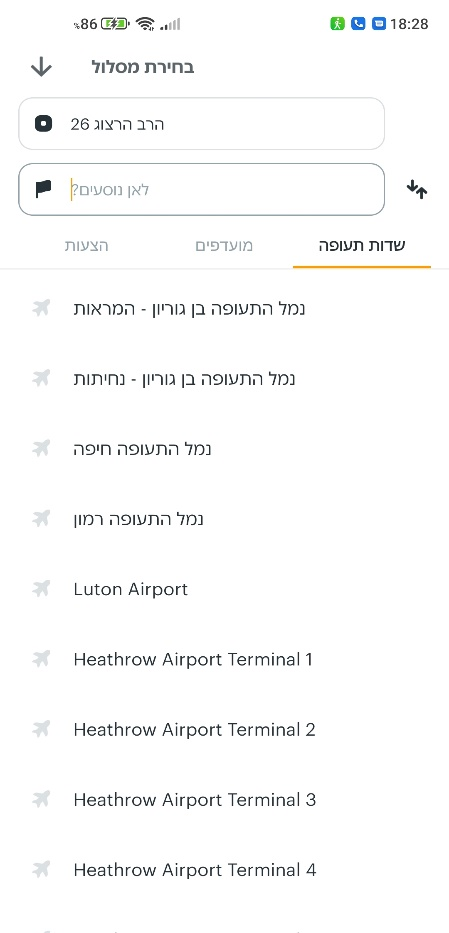 18:28
86%
בחירת מסלול
הרב הרצוג 26
לאן נוסעים?
שדות תעופה
מועדפים
הצעות
נמל התעופה בן גוריון - המראות
נמל התעופה בן גוריון - נחיתות
נמל התעופה חיפה
נמל התעופה רמון
Luton Airport
Heathrow Airport Terminal 1
Heathrow Airport Terminal 2
Heathrow Airport Terminal 3
Heathrow Airport Terminal 4